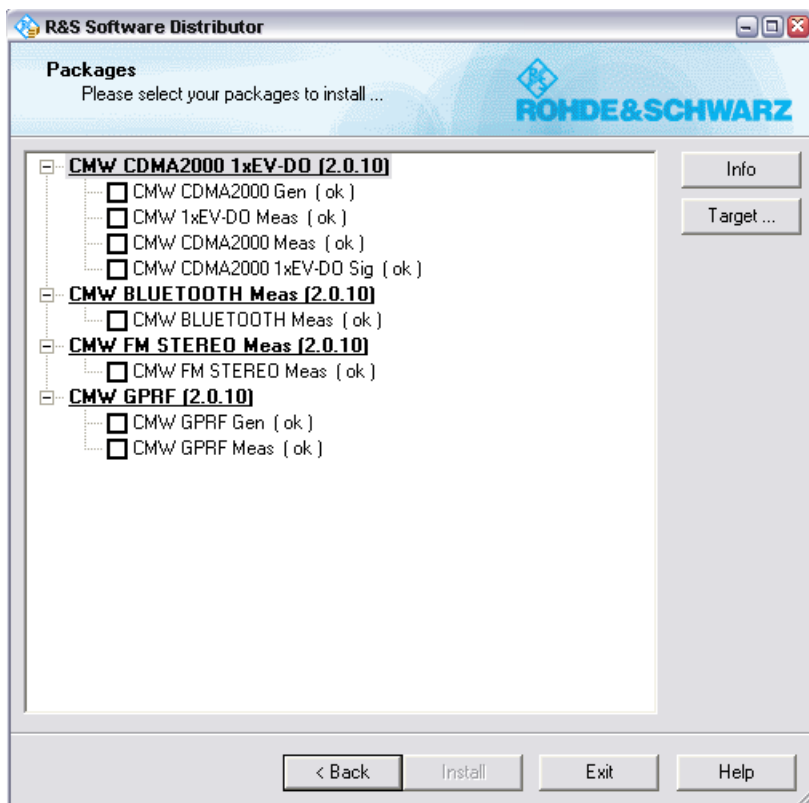 R&S Software Distributor
Packages
Please select your packages to install ...
R&S
ROHDE&SCHWARZ
CMW CDMA2000 1xEV-DO (2.0.10)
CMW CDMA2000 Gen ( ok )
CMW 1xEV-DO Meas ( ok )
CMW CDMA2000 Meas ( ok )
CMW CDMA2000 1xEV-DO Sig ( ok )
CMW BLUETOOTH Meas (2.0.10)
CMW BLUETOOTH Meas ( ok )
CMW FM STEREO Meas (2.0.10)
CMW FM STEREO Meas ( ok )
CMW GPRF (2.0.10)
CMW GPRF Gen ( ok )
CMW GPRF Meas ( ok )
Info
Target ...
< Back
Install
Exit
Help